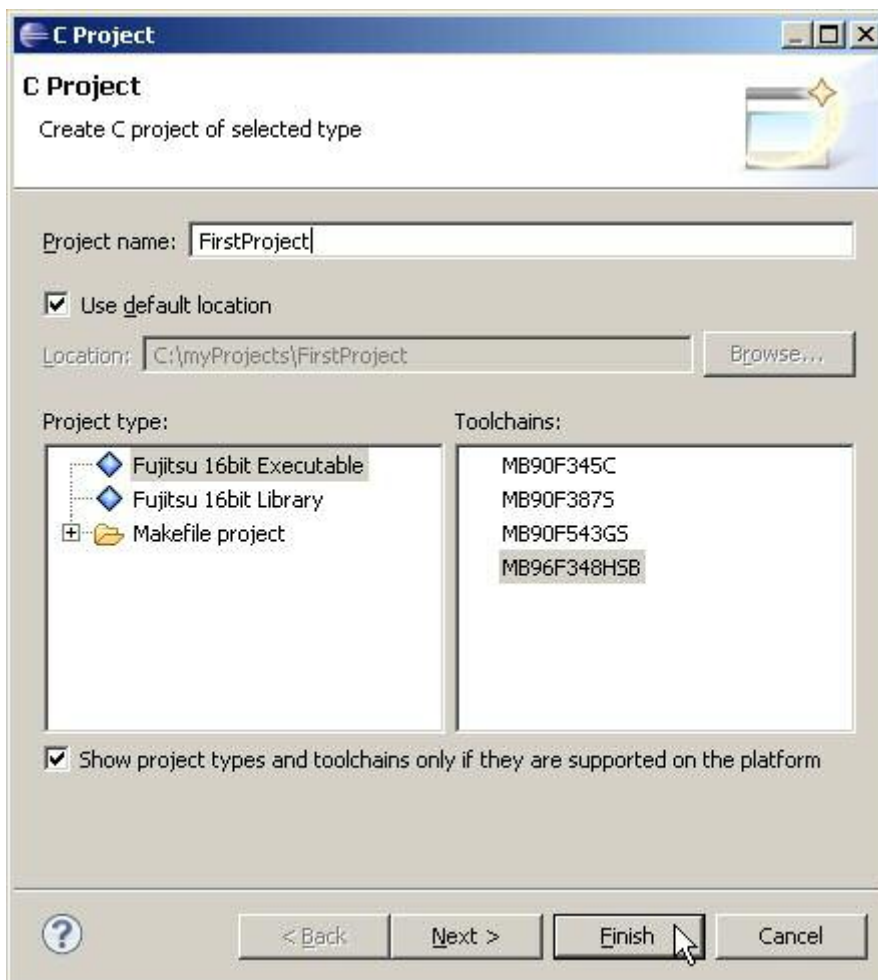 C Project
C Project
Create C project of selected type
Project name: FirstProject
Use default location
Location: C:\myProjects\FirstProject Browse...
Project type: Toolchains:
Fujitsu 16bit Executable MB90F345C
Fujitsu 16bit Library MB90F387S
Makefile project MB90F543GS
MB96F348HSB
Show project types and toolchains only if they are supported on the platform
? < Back Next > Finish Cancel